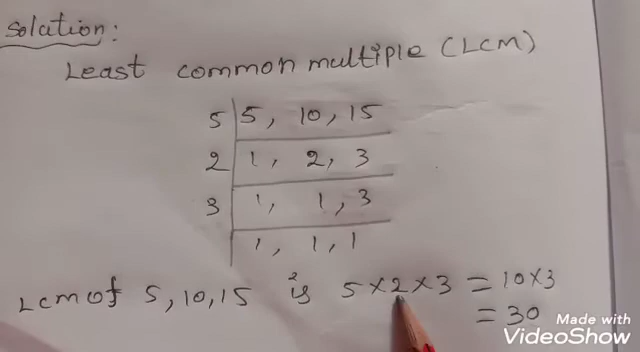 Solution:
Least common multiple (LCM)
5 | 5, 10, 15
2 | 1, 2, 3
3 | 1, 1, 3
1, 1, 1
Lcm of 5, 10, 15 is 5 × 2 × 3 = 10 × 3
= 30
Made with
VideoShow